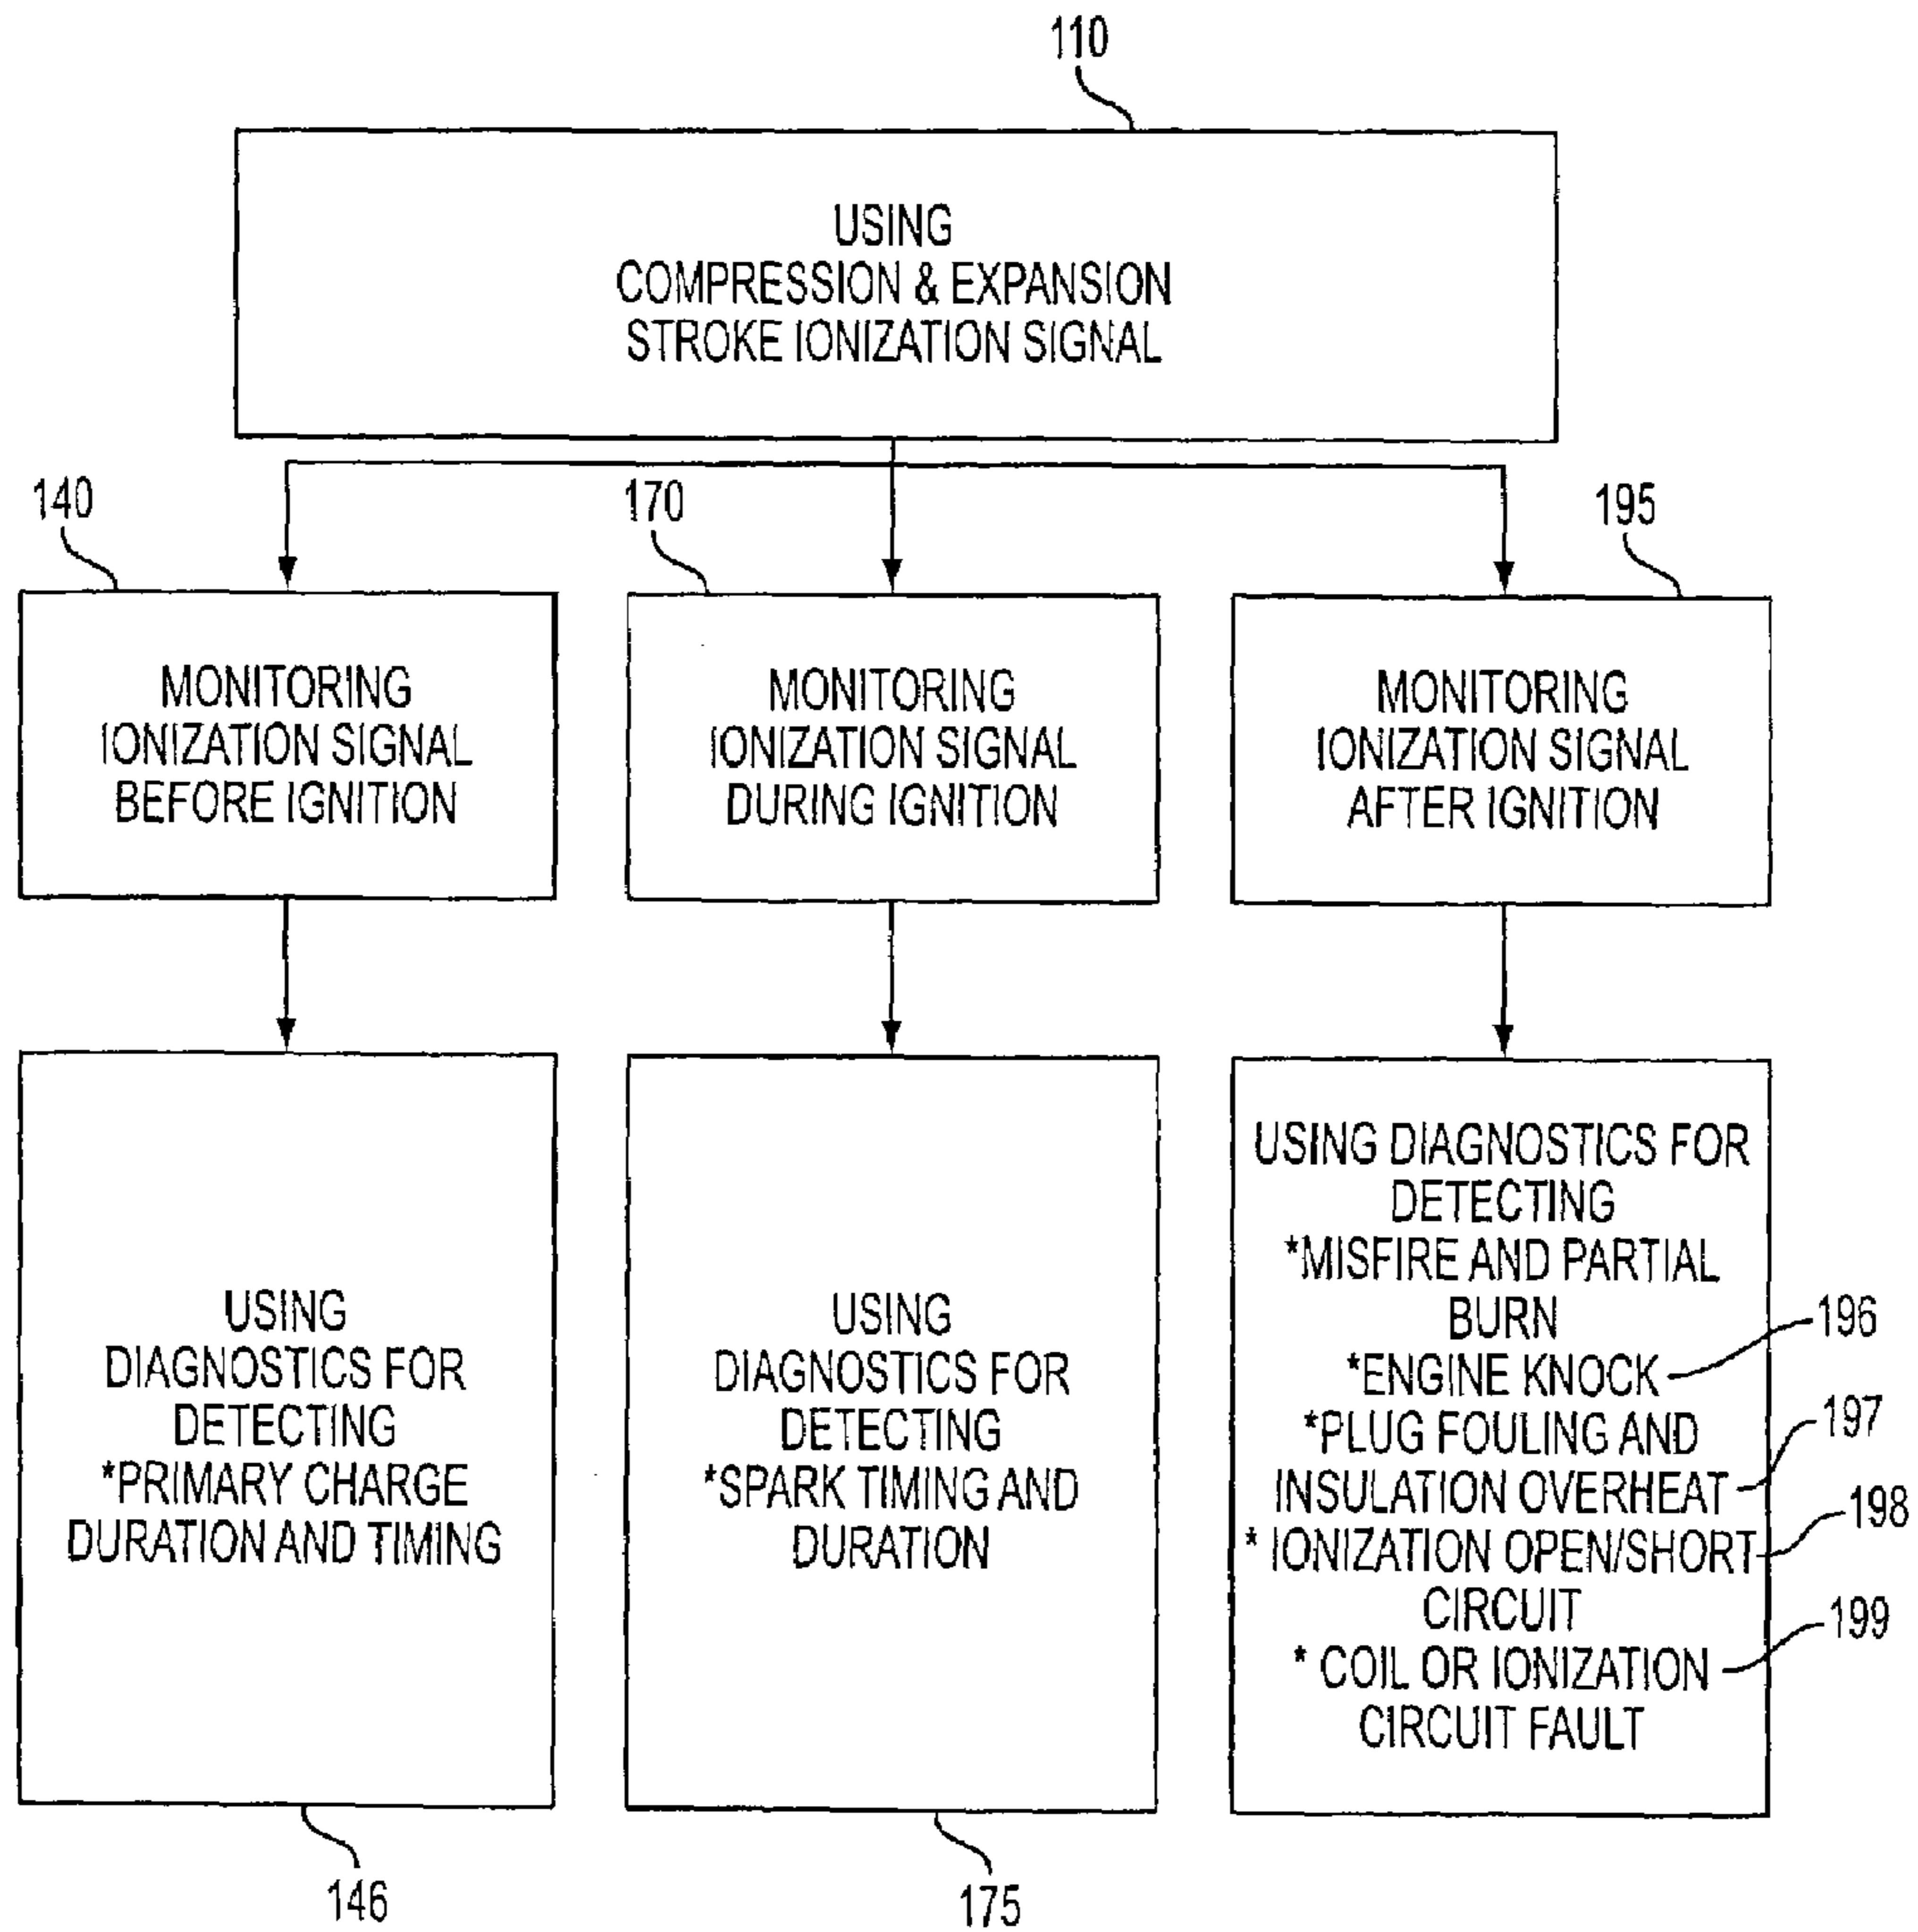 110
USING
COMPRESSION & EXPANSION
STROKE IONIZATION SIGNAL
140
170
195
MONITORING
IONIZATION SIGNAL
BEFORE IGNITION
MONITORING
IONIZATION SIGNAL
DURING IGNITION
MONITORING
IONIZATION SIGNAL
AFTER IGNITION
USING
DIAGNOSTICS FOR
DETECTING
*PRIMARY CHARGE
DURATION AND TIMING
146
USING
DIAGNOSTICS FOR
DETECTING
*SPARK TIMING AND
DURATION
175
USING DIAGNOSTICS FOR
DETECTING
*MISFIRE AND PARTIAL
BURN
*ENGINE KNOCK
196
*PLUG FOULING AND
INSULATION OVERHEAT
197
* IONIZATION OPEN/SHORT
CIRCUIT
198
* COIL OR IONIZATION
CIRCUIT FAULT
199